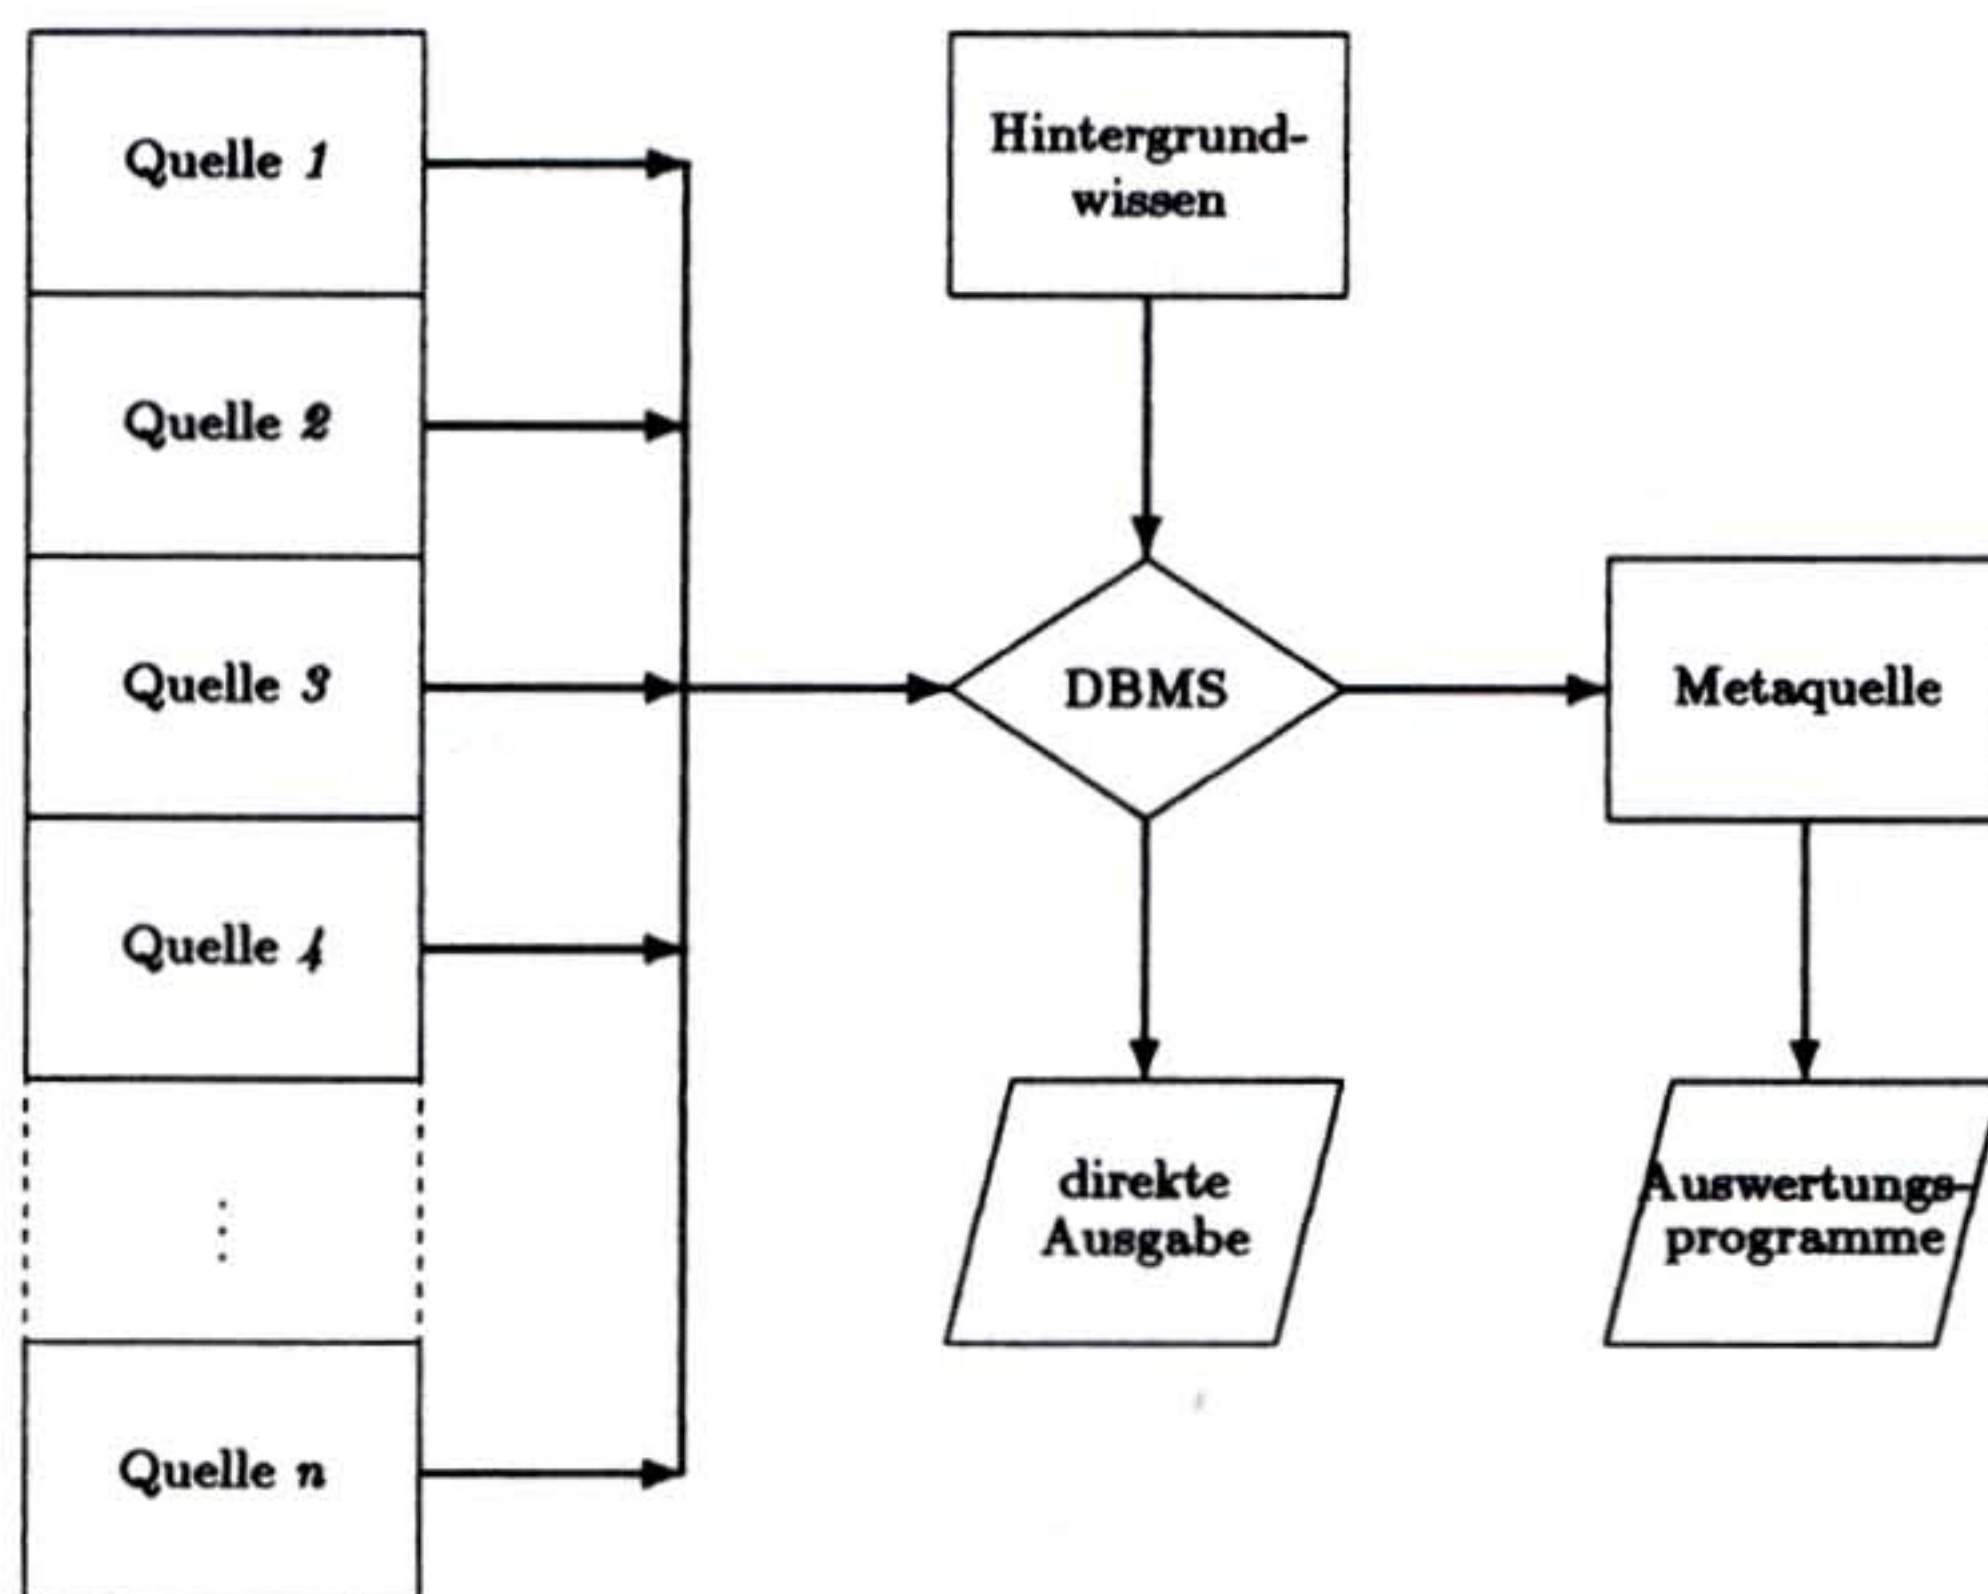 Quelle 1
Quelle 2
Quelle 3
Quelle 4
⋮
Quelle n
Hintergrund-
wissen
DBMS
direkte
Ausgabe
Metaquelle
Auswertungs-
programme